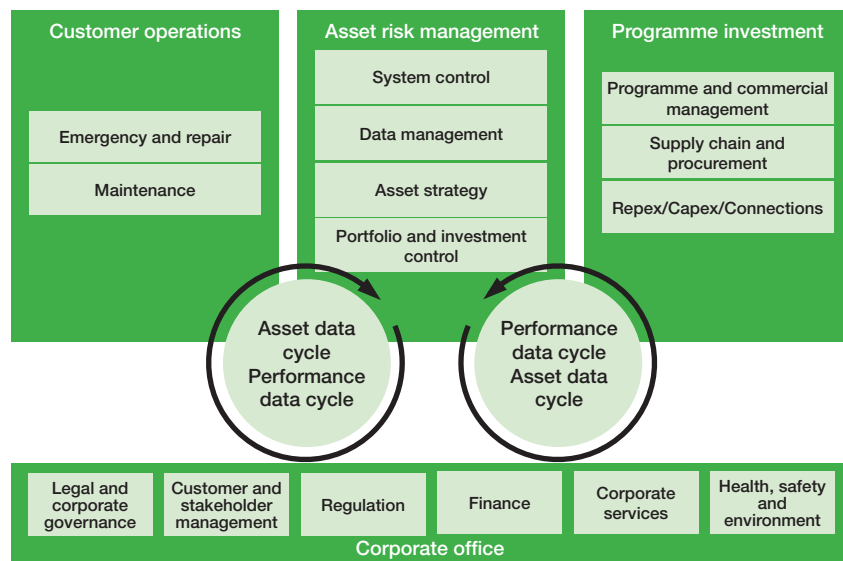 Customer operations
Emergency and repair
Maintenance
Asset risk management
System control
Data management
Asset strategy
Portfolio and investment
control
Programme investment
Programme and commercial
management
Supply chain and
procurement
Repex/Capex/Connections
Asset data
cycle
Performance
data cycle
Performance
data cycle
Asset data
cycle
Legal and
corporate
governance
Customer and
stakeholder
management
Regulation
Finance
Corporate
services
Health, safety
and
environment
Corporate office